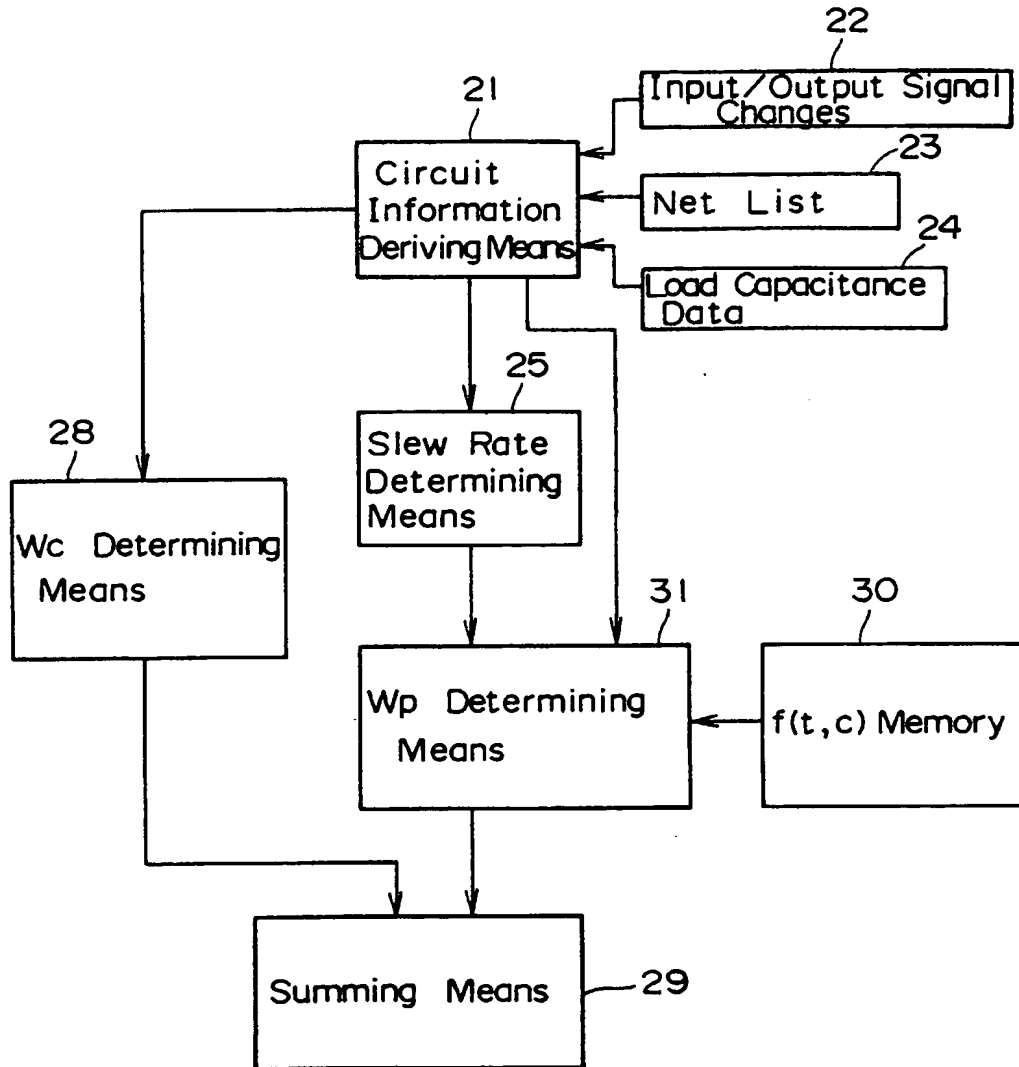 22
Input/Output Signal
Changes
21
Circuit
Information
Deriving Means
23
Net List
24
Load Capacitance
Data
25
Slew Rate
Determining
Means
28
Wc Determining
Means
31
Wp Determining
Means
30
f(t,c) Memory
Summing Means
29